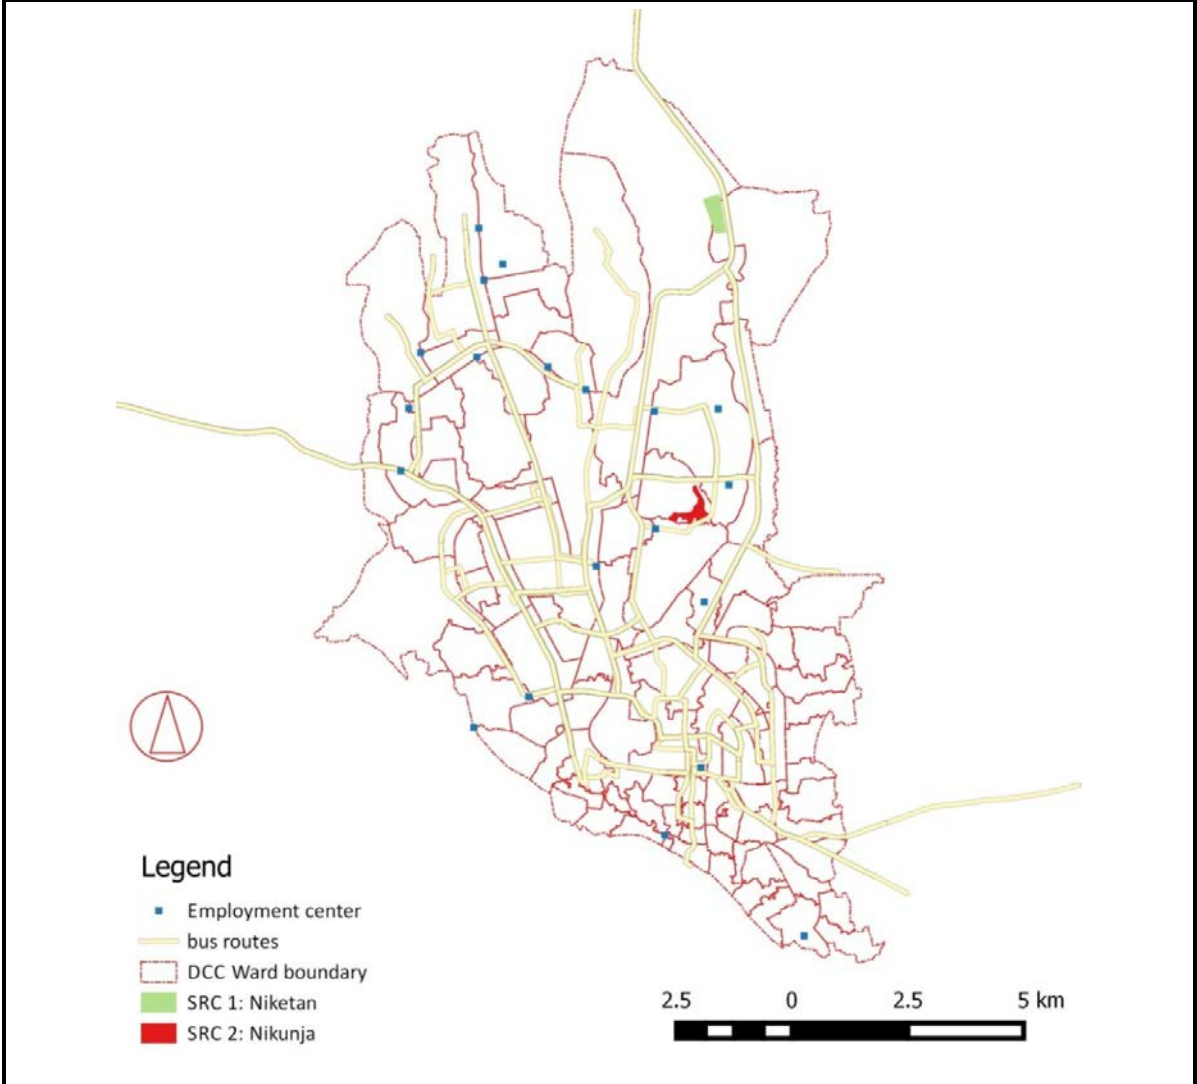 Legend
Employment center
bus routes
DCC Ward boundary
SRC 1: Niketan
SRC 2: Nikunja
2.5 0 2.5 5 km